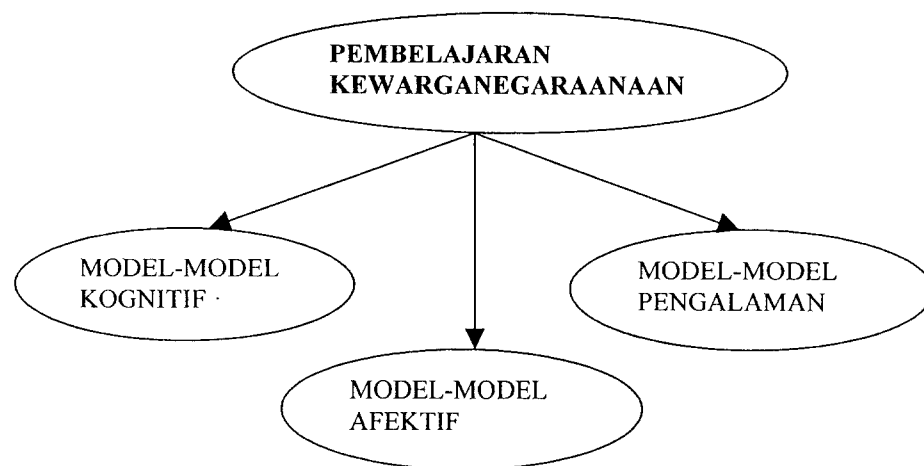 PEMBELAJARAN
KEWARGANEGARAANAAN
MODEL-MODEL
KOGNITIF
MODEL-MODEL
PENGALAMAN
MODEL-MODEL
AFEKTIF